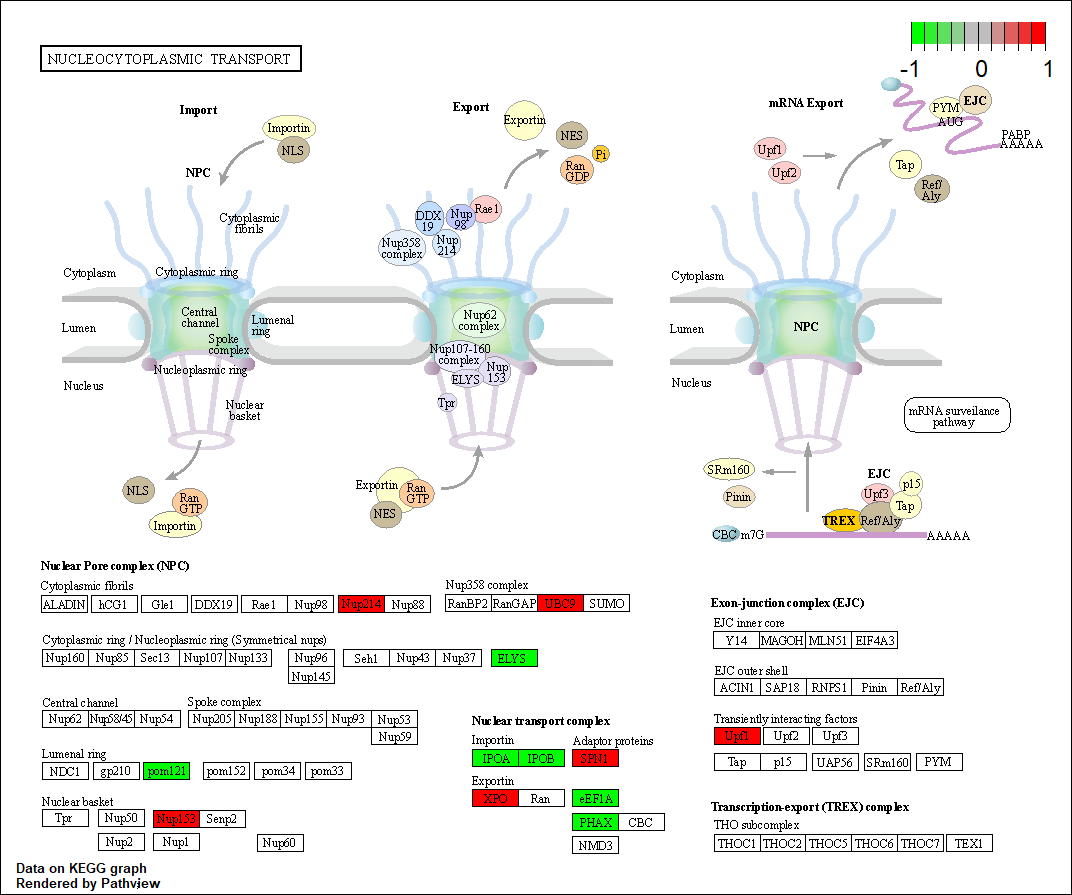 NUCLEOCYTOPLASMIC TRANSPORT
-1 0 1
Import
Importin
NLS
NPC
Cytoplasmic
fibrils
Cytoplasm
Cytoplasmic ring
Lumen
Central
channel
Lumenal
ring
Spoke
complex
Nucleoplasmic ring
Nucleus
Nuclear
basket
NLS
Ran
GTP
Importin
Export
Exportin
NES
Pi
Ran
GDP
DDX
19
Nup
98
Rae1
Nup358
complex
Nup
214
Nup62
complex
Nup107-160
complex
Nup
153
ELYS
Tpr
Exportin
Ran
GTP
NES
mRNA Export
PYM
EJC
AUG
PABP
AAAAA
Upf1
Upf2
Tap
Ref/
Aly
Cytoplasm
Lumen
NPC
Nucleus
mRNA surveilance
pathway
SRm160
Pinin
EJC
Upf3
p15
Tap
TREX
Ref/Aly
CBC
m7G
AAAAA
Nuclear Pore complex (NPC)
Cytoplasmic fibrils
ALADIN hCG1 Gle1 DDX19 Rae1 Nup98 Nup214 Nup88
Nup358 complex
RanBP2 RanGAP UBC9 SUMO
Cytoplasmic ring / Nucleoplasmic ring (Symmetrical nups)
Nup160 Nup85 Sec13 Nup107 Nup133 Nup96 Seh1 Nup43 Nup37 ELYS
Nup145
Central channel
Nup62 Nup58/45 Nup54
Spoke complex
Nup205 Nup188 Nup155 Nup93 Nup53
Nup59
Lumenal ring
NDC1 gp210 pom121 pom152 pom34 pom33
Nuclear basket
Tpr Nup50 Nup153 Senp2
Nup2 Nup1 Nup60
Nuclear transport complex
Importin
IPOA IPOB
Adaptor proteins
SPN1
Exportin
XPO Ran eEF1A
PHAX CBC
NMD3
Exon-junction complex (EJC)
EJC inner core
Y14 MAGOH MLN51 EIF4A3
EJC outer shell
ACIN1 SAP18 RNPS1 Pinin Ref/Aly
Transiently interacting factors
Upf1 Upf2 Upf3
Tap p15 UAP56 SRm160 PYM
Transcription-export (TREX) complex
THO subcomplex
THOC1 THOC2 THOC5 THOC6 THOC7 TEX1
Data on KEGG graph
Rendered by Pathview